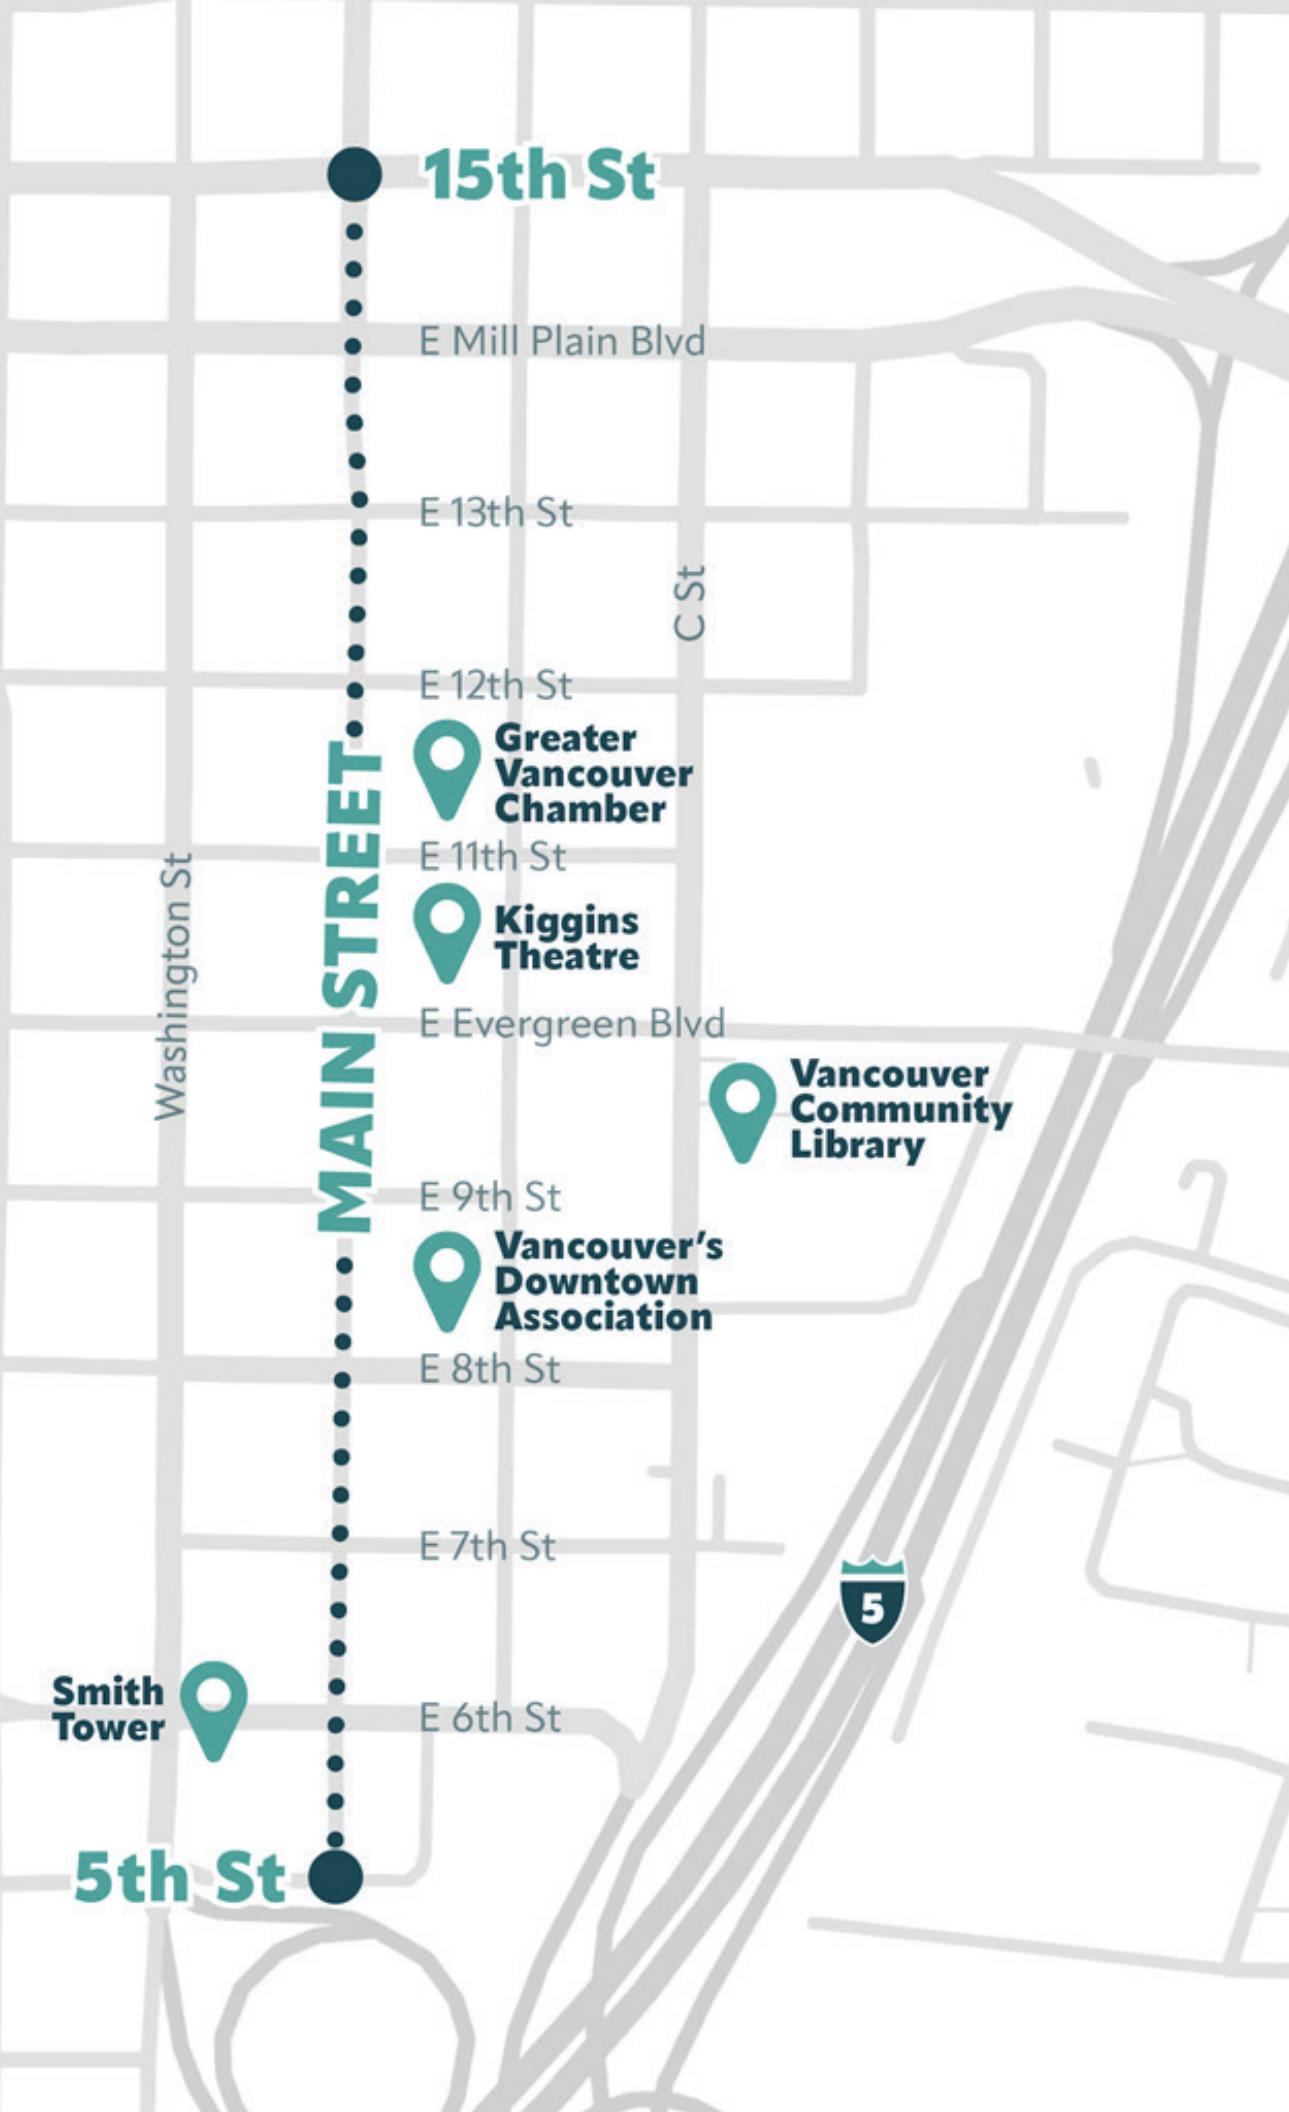 15th St
E Mill Plain Blvd
E 13th St
C St
E 12th St
Greater
Vancouver
Chamber
E 11th St
MAIN STREET
Washington St
Kiggins
Theatre
E Evergreen Blvd
Vancouver
Community
Library
E 9th St
Vancouver's
Downtown
Association
E 8th St
E 7th St
5
Smith
Tower
E 6th St
5th St